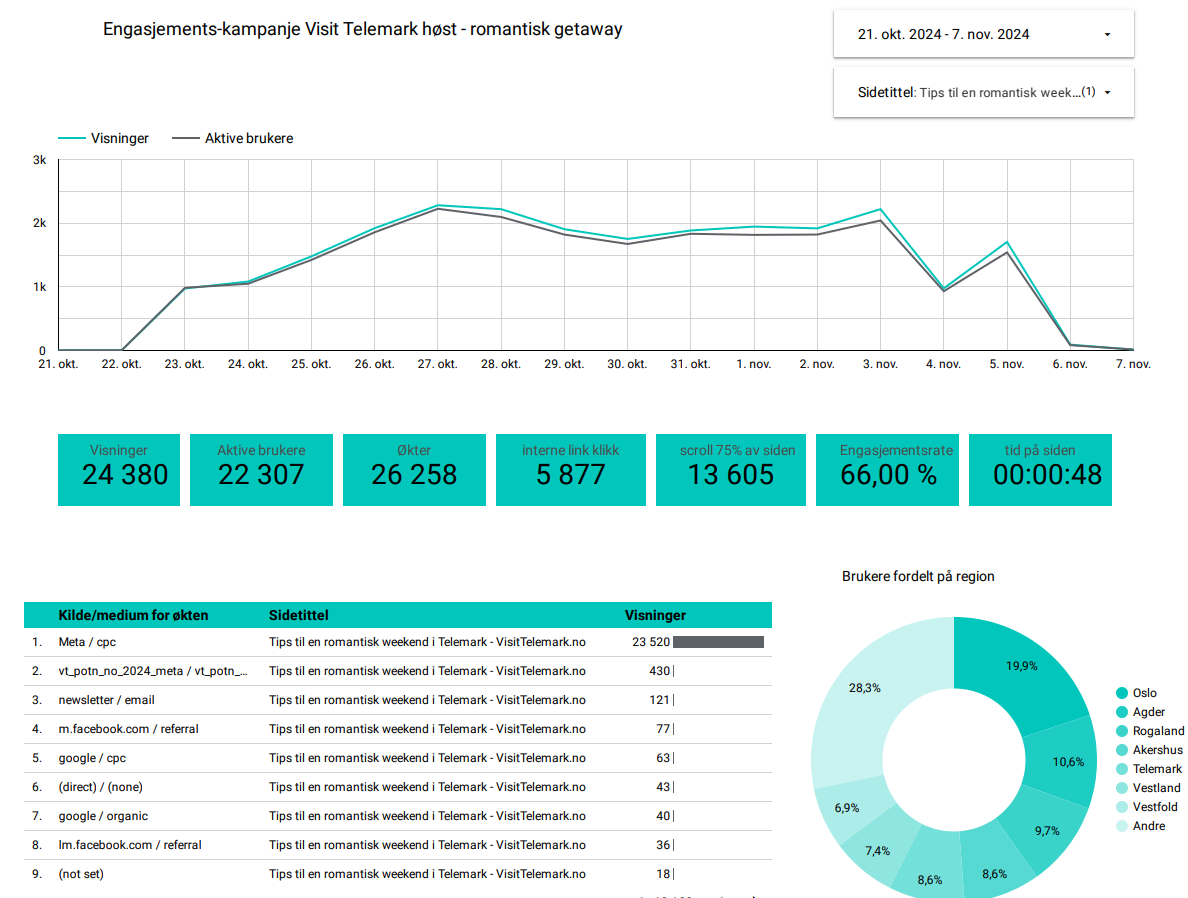 Engasjements-kampanje Visit Telemark høst - romantisk getaway
21. okt. 2024 - 7. nov. 2024
Sidetittel: Tips til en romantisk week... (1)
Visninger
Aktive brukere
3k
2k
1k
0
21. okt. 22. okt. 23. okt. 24. okt. 25. okt. 26. okt. 27. okt. 28. okt. 29. okt. 30. okt. 31. okt. 1. nov. 2. nov. 3. nov. 4. nov. 5. nov. 6. nov. 7. nov.
Visninger
24 380
Aktive brukere
22 307
Økter
26 258
interne link klikk
5 877
scroll 75% av siden
13 605
Engasjementsrate
66,00 %
tid på siden
00:00:48
Kilde/medium for økten Sidetittel Visninger
1. Meta / cpc Tips til en romantisk weekend i Telemark - VisitTelemark.no 23 520
2. vt_potn_no_2024_meta / vt_potn_... Tips til en romantisk weekend i Telemark - VisitTelemark.no 430
3. newsletter / email Tips til en romantisk weekend i Telemark - VisitTelemark.no 121
4. m.facebook.com / referral Tips til en romantisk weekend i Telemark - VisitTelemark.no 77
5. google / cpc Tips til en romantisk weekend i Telemark - VisitTelemark.no 63
6. (direct) / (none) Tips til en romantisk weekend i Telemark - VisitTelemark.no 43
7. google / organic Tips til en romantisk weekend i Telemark - VisitTelemark.no 40
8. lm.facebook.com / referral Tips til en romantisk weekend i Telemark - VisitTelemark.no 36
9. (not set) Tips til en romantisk weekend i Telemark - VisitTelemark.no 18
Brukere fordelt på region
19,9%
10,6%
9,7%
8,6%
8,6%
7,4%
6,9%
28,3%
Oslo
Agder
Rogaland
Akershus
Telemark
Vestland
Vestfold
Andre